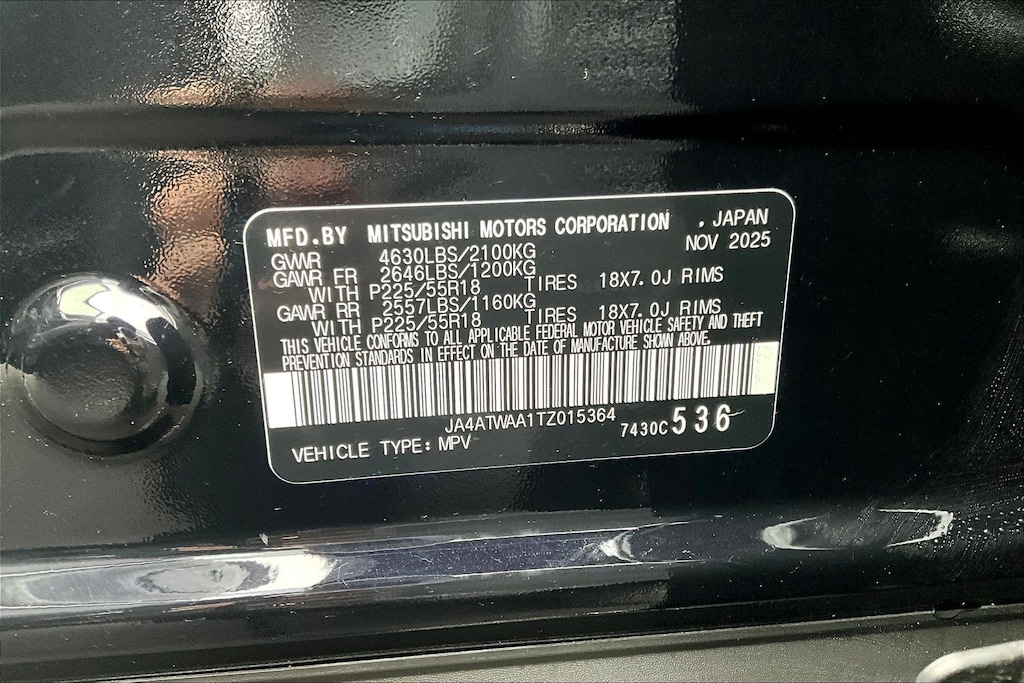 MFD.BY MITSUBISHI MOTORS CORPORATION , JAPAN
NOV 2025
GVWR 4630LBS/2100KG
GAWR FR 2646LBS/1200KG
WITH P225/55R18 TIRES 18X7.0J RIMS
GAWR RR 2557LBS/1160KG
WITH P225/55R18 TIRES 18X7.0J RIMS
THIS VEHICLE CONFORMS TO ALL APPLICABLE FEDERAL MOTOR VEHICLE SAFETY AND THEFT
PREVENTION STANDARDS IN EFFECT ON THE DATE OF MANUFACTURE SHOWN ABOVE.
JA4ATWAA1TZ015364
7430C536
VEHICLE TYPE:MPV